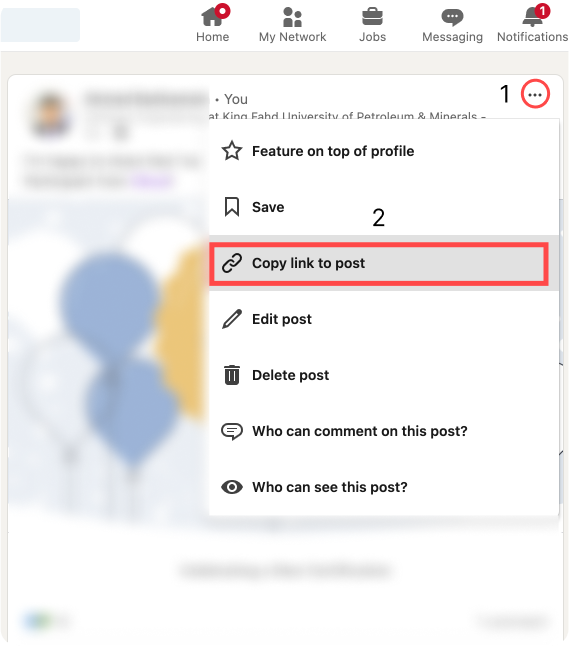 1
Home
My Network
Jobs
Messaging
Notifications
• You
1
at King Fahd University of Petroleum & Minerals -
Feature on top of profile
Save
2
Copy link to post
Edit post
Delete post
Who can comment on this post?
Who can see this post?